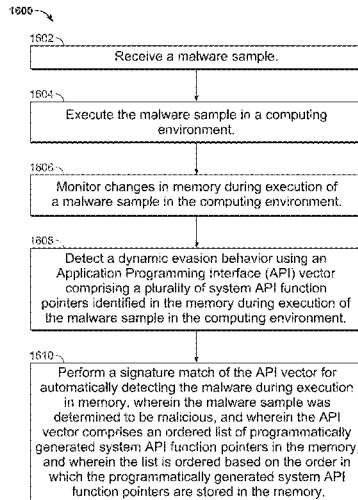 1600
1602
Receive a malware sample.
1604
Execute the malware sample in a computing
environment.
1606
Monitor changes in memory during execution of
a malware sample in the computing environment.
1608
Detect a dynamic evasion behavior using an
Application Programming Interface (API) vector
comprising a plurality of system API function
pointers identified in the memory during execution of
the malware sample in the computing environment.
1610
Perform a signature match of the API vector for
automatically detecting the malware during execution
in memory, wherein the malware sample was
determined to be malicious, and wherein the API
vector comprises an ordered list of programmatically
generated system API function pointers in the memory,
and wherein the list is ordered based on the order in
which the programmatically generated system API
function pointers are stored in the memory.